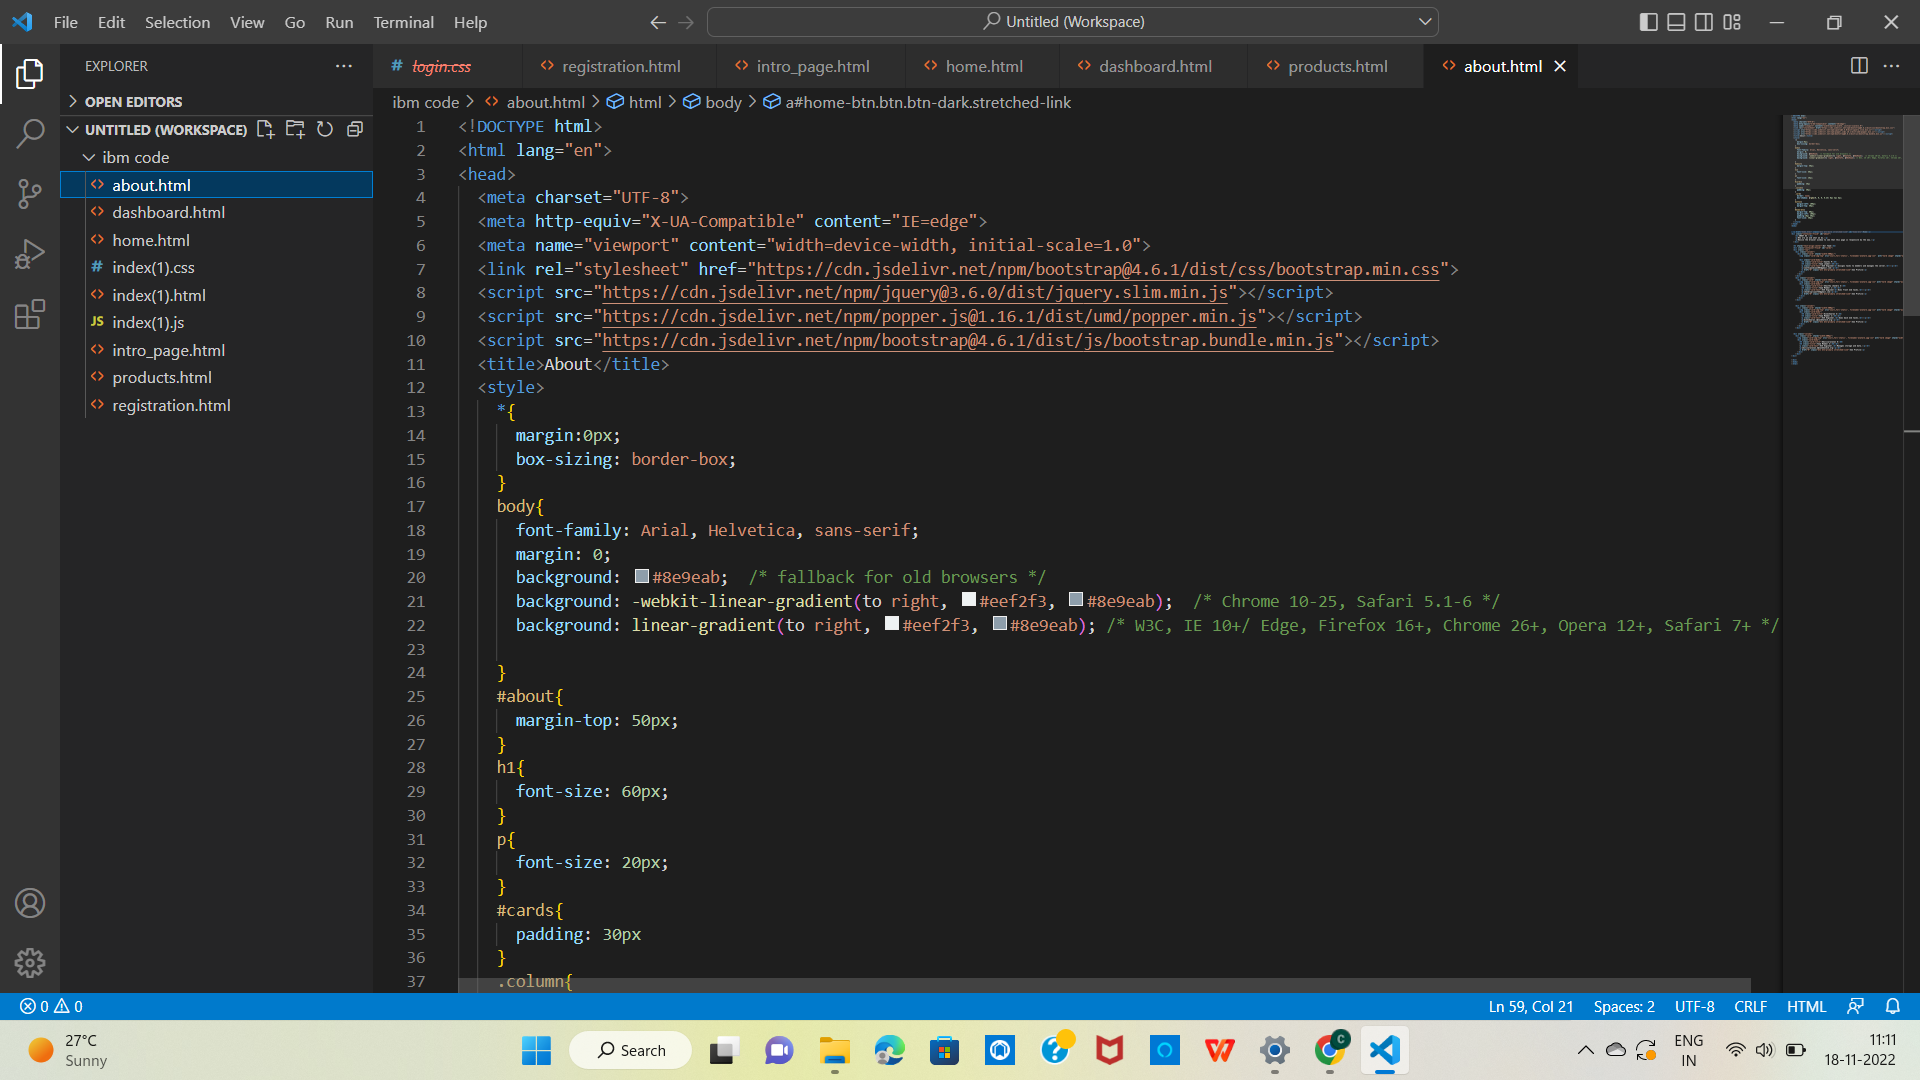 File Edit Selection View Go Run Terminal Help
Untitled (Workspace)
EXPLORER
OPEN EDITORS
UNTITLED (WORKSPACE)
ibm code
about.html
dashboard.html
home.html
# index(1).css
index(1).html
JS index(1).js
intro_page.html
products.html
registration.html
# login.css
registration.html
intro_page.html
home.html
dashboard.html
products.html
about.html
ibm code > about.html > html > body > a#home-btn.btn.btn-dark.stretched-link
1 <!DOCTYPE html>
2 <html lang="en">
3 <head>
4 <meta charset="UTF-8">
5 <meta http-equiv="X-UA-Compatible" content="IE=edge">
6 <meta name="viewport" content="width=device-width, initial-scale=1.0">
7 <link rel="stylesheet" href="https://cdn.jsdelivr.net/npm/bootstrap@4.6.1/dist/css/bootstrap.min.css">
8 <script src="https://cdn.jsdelivr.net/npm/jquery@3.6.0/dist/jquery.slim.min.js"></script>
9 <script src="https://cdn.jsdelivr.net/npm/popper.js@1.16.1/dist/umd/popper.min.js"></script>
10 <script src="https://cdn.jsdelivr.net/npm/bootstrap@4.6.1/dist/js/bootstrap.bundle.min.js"></script>
11 <title>About</title>
12 <style>
13 *{
14 margin:0px;
15 box-sizing: border-box;
16 }
17 body{
18 font-family: Arial, Helvetica, sans-serif;
19 margin: 0;
20 background: #8e9eab; /* fallback for old browsers */
21 background: -webkit-linear-gradient(to right, #eef2f3, #8e9eab); /* Chrome 10-25, Safari 5.1-6 */
22 background: linear-gradient(to right, #eef2f3, #8e9eab); /* W3C, IE 10+/ Edge, Firefox 16+, Chrome 26+, Opera 12+, Safari 7+ */
23
24 }
25 #about{
26 margin-top: 50px;
27 }
28 h1{
29 font-size: 60px;
30 }
31 p{
32 font-size: 20px;
33 }
34 #cards{
35 padding: 30px
36 }
37 .column{
0 0
Ln 59, Col 21 Spaces: 2 UTF-8 CRLF HTML
27°C
Sunny
Search
ENG
IN
11:11
18-11-2022